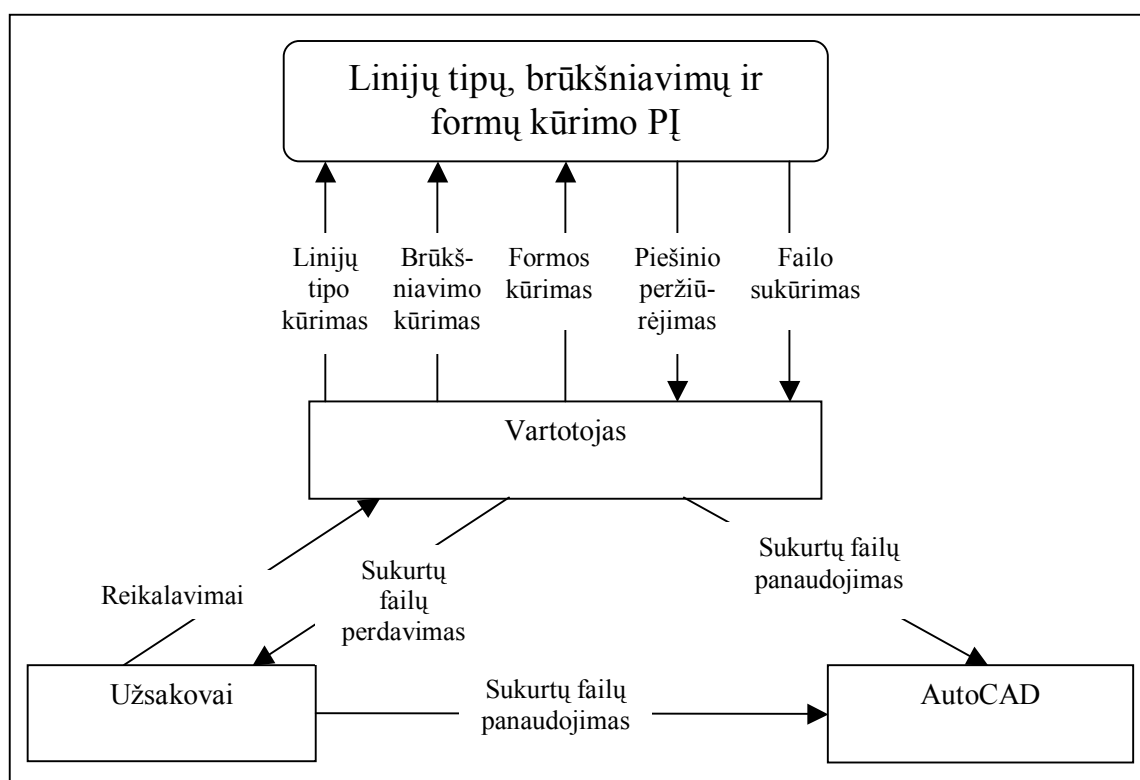 Linijų tipų, brūkšniavimų ir
formų kūrimo PĮ
Linijų
tipo
kūrimas
Brūkš-
niavimo
kūrimas
Formos
kūrimas
Piešinio
peržiū-
rėjimas
Failo
sukūrimas
Vartotojas
Reikalavimai
Sukurtų
failų
perdavimas
Sukurtų failų
panaudojimas
Užsakovai
Sukurtų failų
panaudojimas
AutoCAD